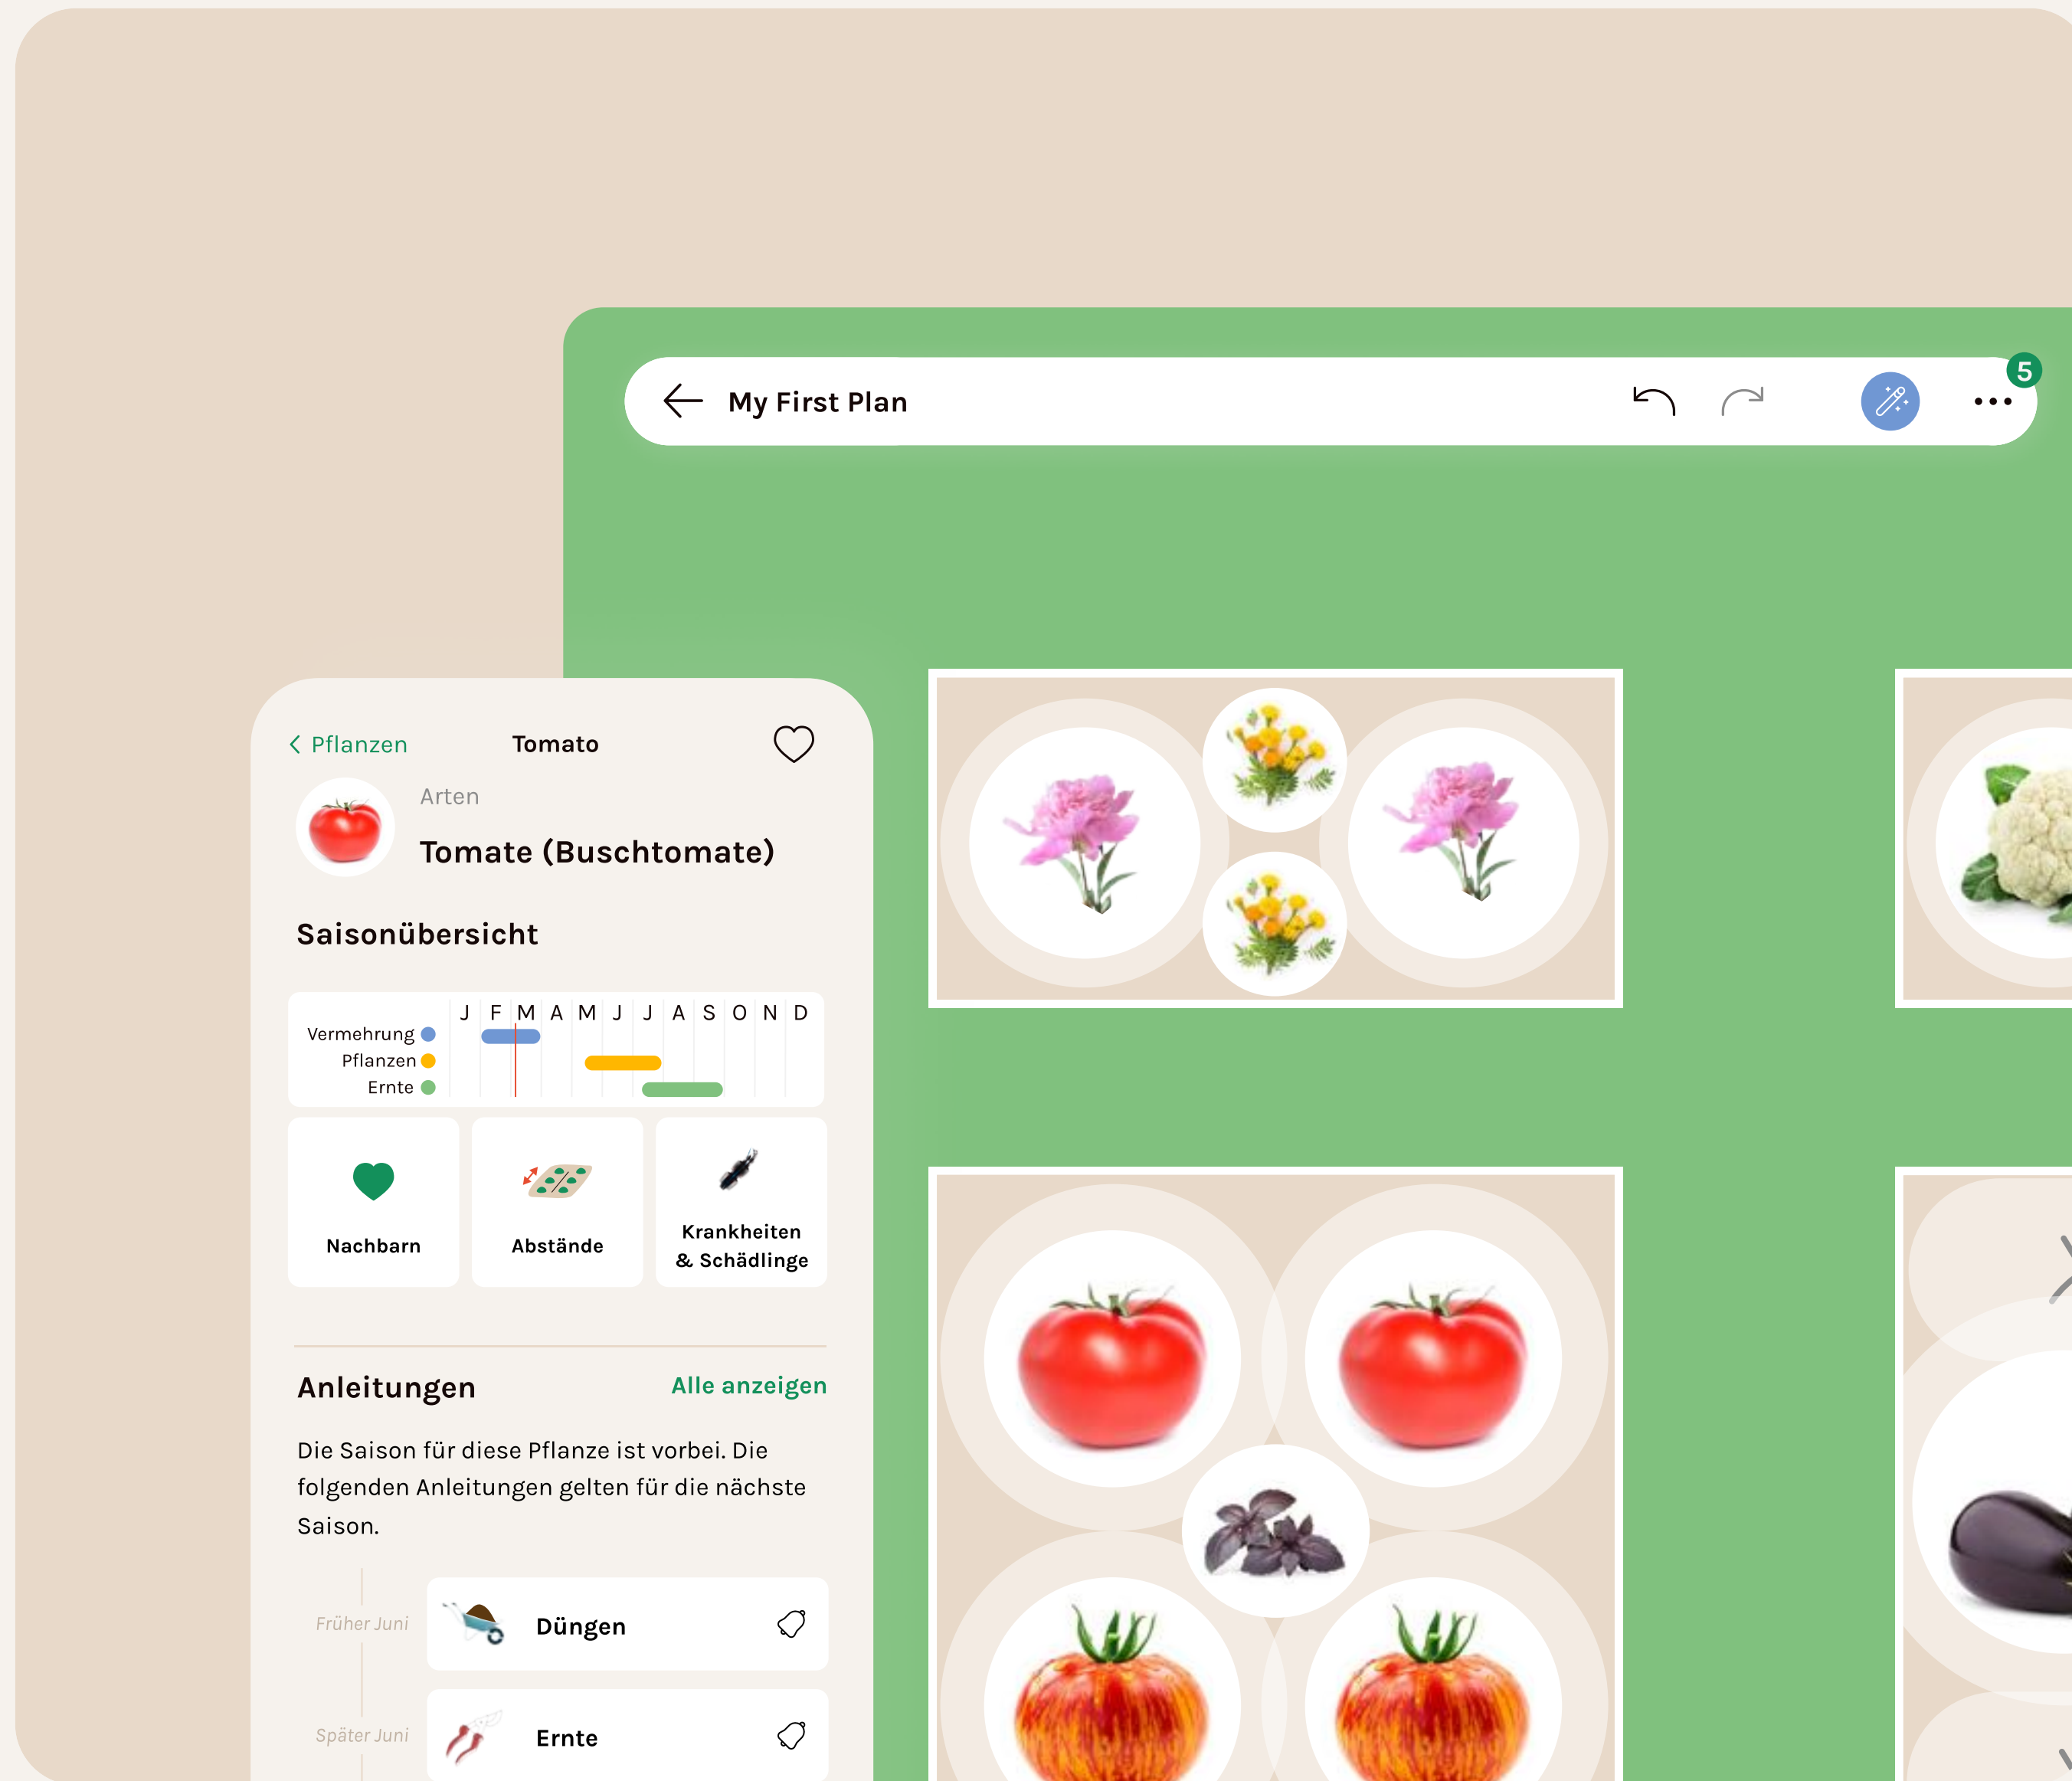 My First Plan
5
Pflanzen
Tomato
Arten
Tomate (Buschtomate)
Saisonübersicht
J F M A M J J A S O N D
Vermehrung
Pflanzen
Ernte
Nachbarn
Abstände
Krankheiten
& Schädlinge
Anleitungen
Alle anzeigen
Die Saison für diese Pflanze ist vorbei. Die
folgenden Anleitungen gelten für die nächste
Saison.
Früher Juni
Düngen
Später Juni
Ernte